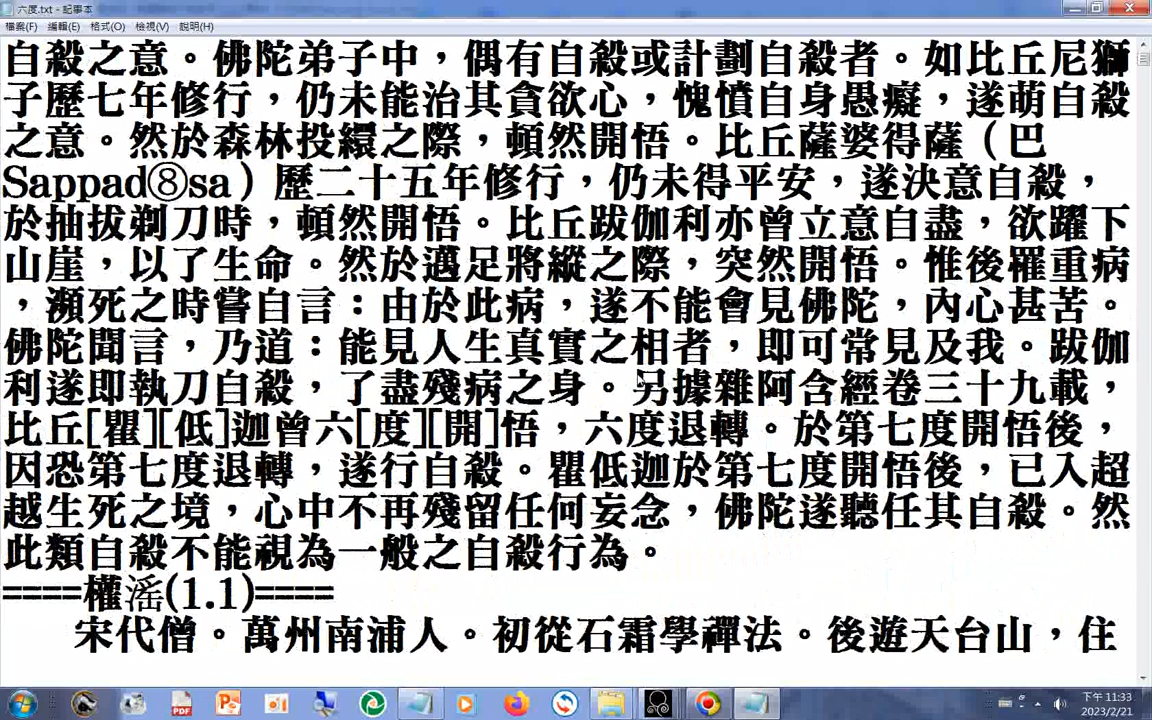 六度.txt - 記事本
檔案(F) 編輯(E) 格式(O) 檢視(V) 說明(H)
自殺之意。佛陀弟子中，偶有自殺或計劃自殺者。如比丘尼獅
子歷七年修行，仍未能治其貪欲心，愧憤自身愚癡，遂萌自殺
之意。然於森林投繯之際，頓然開悟。比丘薩婆得薩（巴
Sappad⑧sa）歷二十五年修行，仍未得平安，遂決意自殺，
於抽拔剃刀時，頓然開悟。比丘跋伽利亦曾立意自盡，欲躍下
山崖，以了生命。然於邁足將縱之際，突然開悟。惟後罹重病
，瀕死之時嘗自言：由於此病，遂不能會見佛陀，內心甚苦。
佛陀聞言，乃道：能見人生真實之相者，即可常見及我。跋伽
利遂即執刀自殺，了盡殘病之身。另據雜阿含經卷三十九載，
比丘[瞿][低]迦曾六[度][開]悟，六度退轉。於第七度開悟後，
因恐第七度退轉，遂行自殺。瞿低迦於第七度開悟後，已入超
越生死之境，心中不再殘留任何妄念，佛陀遂聽任其自殺。然
此類自殺不能視為一般之自殺行為。
====權滛(1.1)====
宋代僧。萬州南浦人。初從石霜學禪法。後遊天台山，住
下午 11:33
2023/2/21